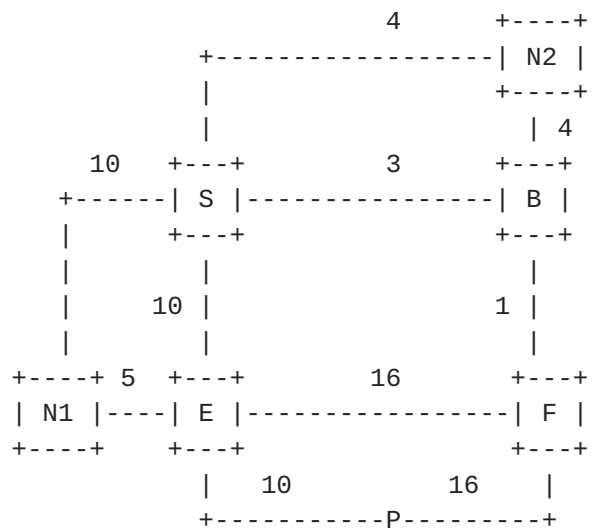 4 +----+
+-----------------| N2 |
| +----+
| | 4
10 +---+ 3 +---+
+------| S |---------------| B |
| +---+ +---+
| | |
| 10 | 1 |
| | |
+----+ 5 +---+ 16 +---+
| N1 |----| E |----------------| F |
+----+ +---+ +---+
| 10 16 |
+-----------P---------+